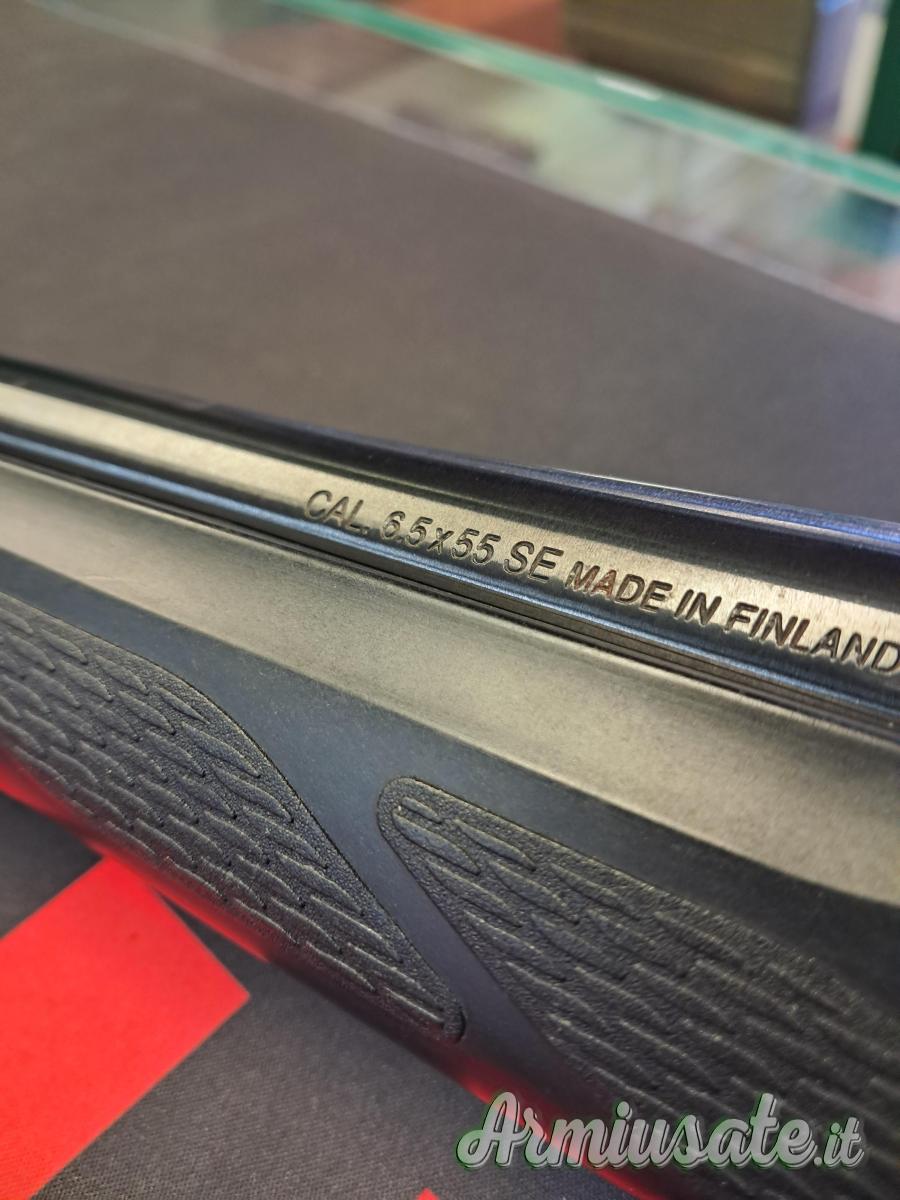 CAL. 6.5x55 SE MADE IN FINLAND
Armiusate.it